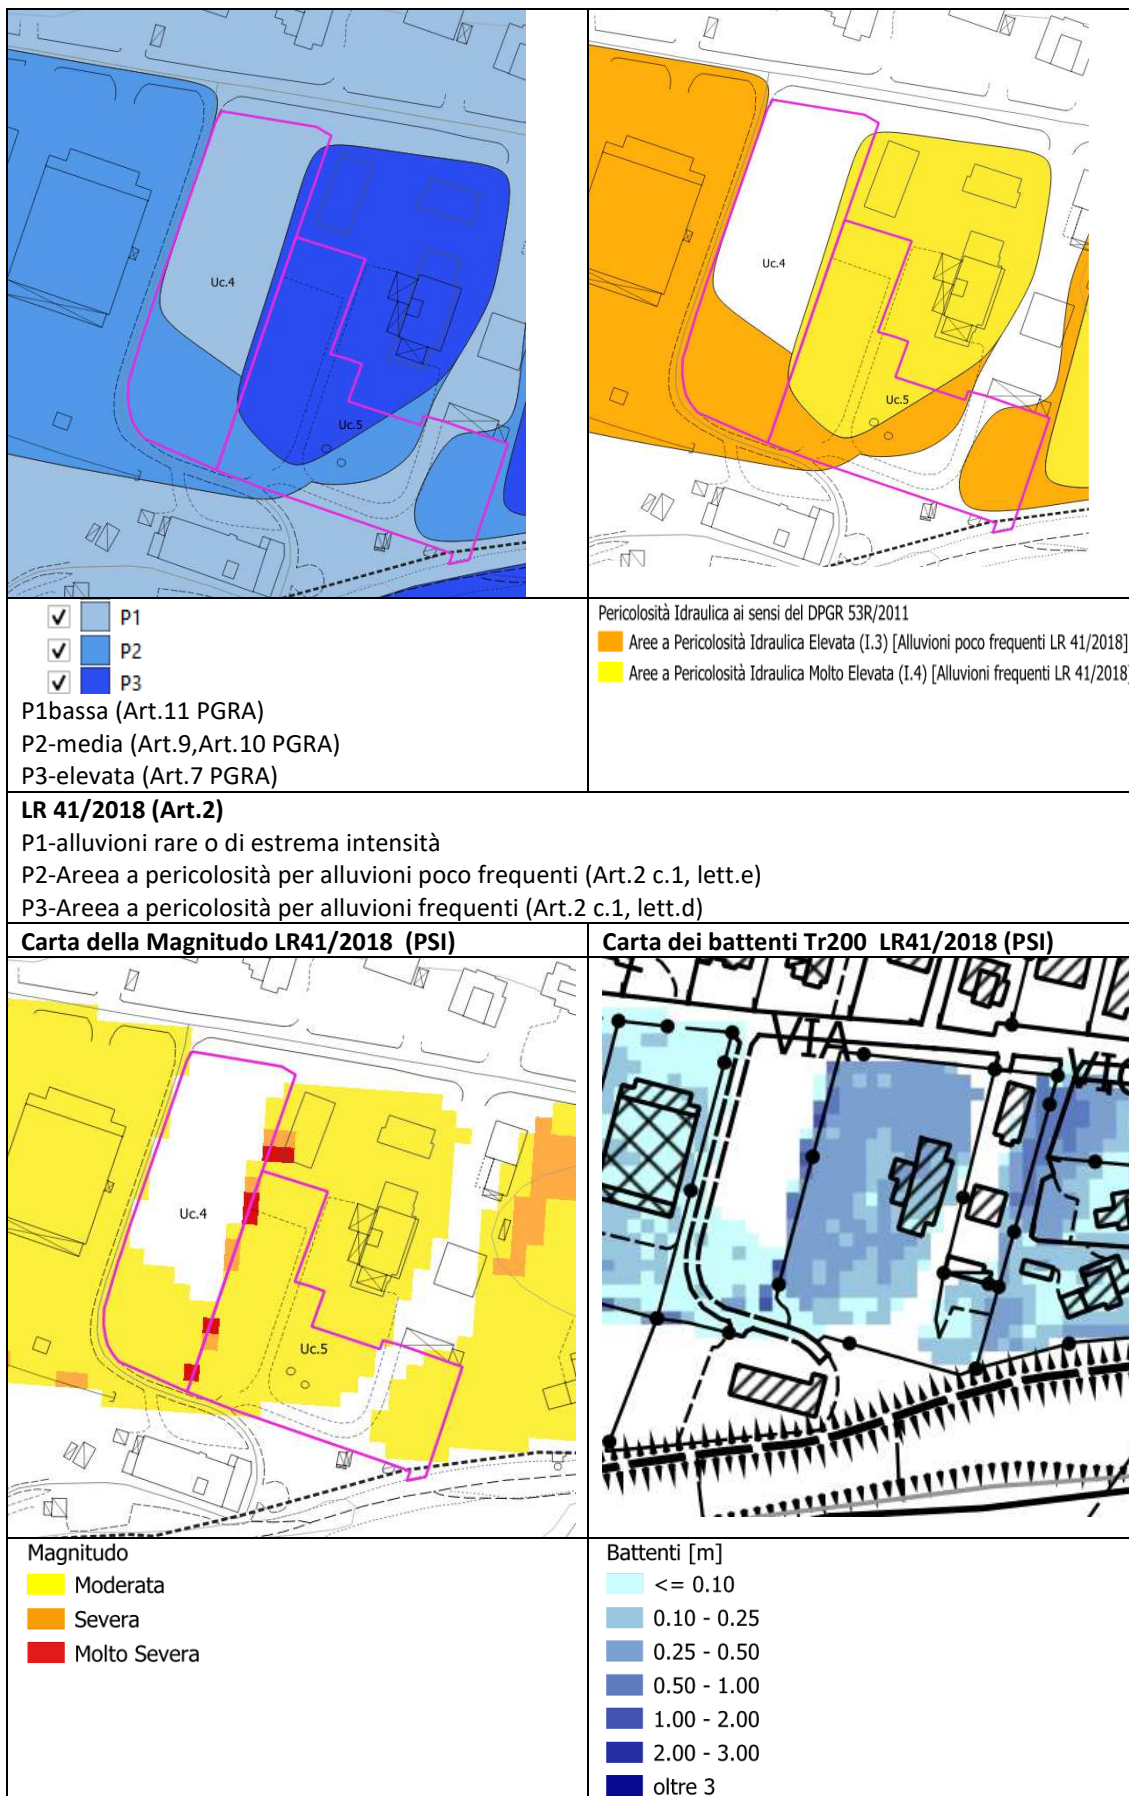 Uc.4
Uc.5
Uc.4
Uc.5
P1
P2
P3
P1bassa (Art.11 PGRA)
P2-media (Art.9,Art.10 PGRA)
P3-elevata (Art.7 PGRA)
Pericolosità Idraulica ai sensi del DPGR 53R/2011
Aree a Pericolosità Idraulica Elevata (I.3) [Alluvioni poco frequenti LR 41/2018]
Aree a Pericolosità Idraulica Molto Elevata (I.4) [Alluvioni frequenti LR 41/2018]
LR 41/2018 (Art.2)
P1-alluvioni rare o di estrema intensità
P2-Areea a pericolosità per alluvioni poco frequenti (Art.2 c.1, lett.e)
P3-Areea a pericolosità per alluvioni frequenti (Art.2 c.1, lett.d)
Carta della Magnitudo LR41/2018 (PSI)
Carta dei battenti Tr200 LR41/2018 (PSI)
Uc.4
Uc.5
VIA
VIC
Magnitudo
Moderata
Severa
Molto Severa
Battenti [m]
<= 0.10
0.10 - 0.25
0.25 - 0.50
0.50 - 1.00
1.00 - 2.00
2.00 - 3.00
oltre 3